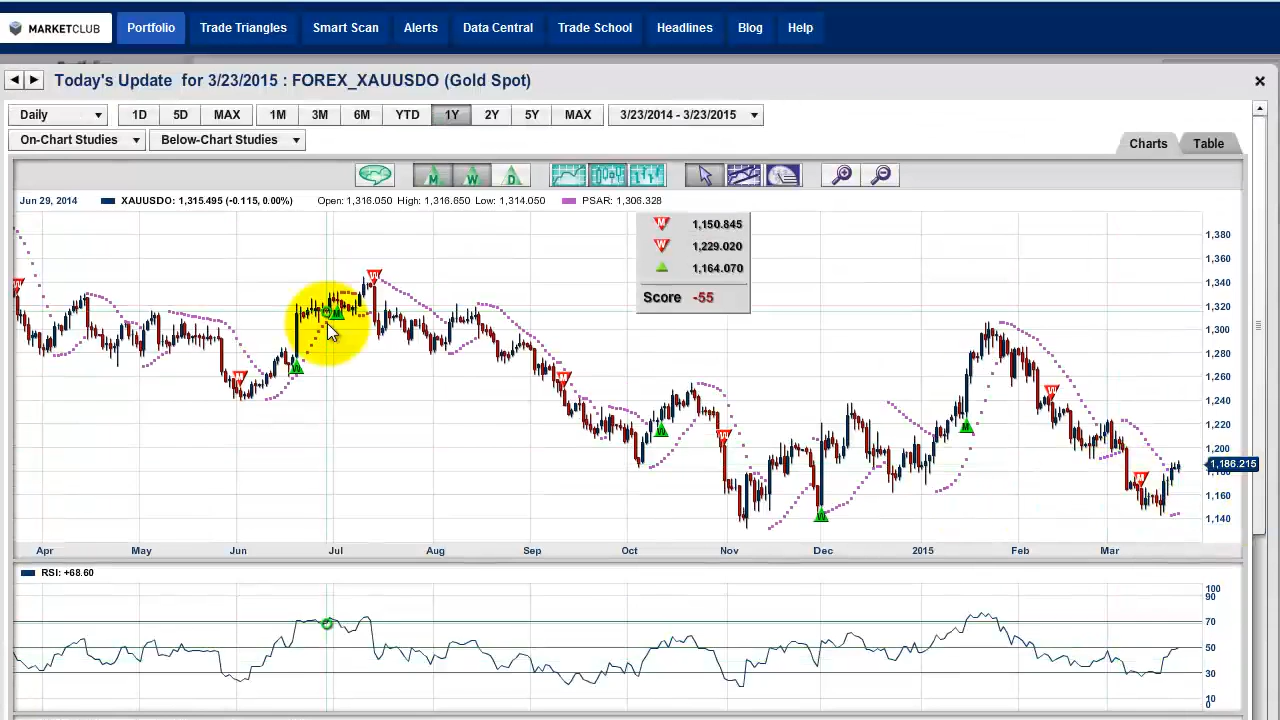 MARKETCLUB Portfolio Trade Triangles Smart Scan Alerts Data Central Trade School Headlines Blog Help
Today's Update for 3/23/2015 : FOREX_XAUUSDO (Gold Spot)
Daily 1D 5D MAX 1M 3M 6M YTD 1Y 2Y 5Y MAX 3/23/2014 - 3/23/2015
On-Chart Studies Below-Chart Studies Charts Table
M W D
Jun 29, 2014 XAUUSDO: 1,315.495 (-0.115, 0.00%) Open: 1,316.050 High: 1,316.650 Low: 1,314.050 PSAR: 1,306.328
M 1,150.845
W 1,229.020
1,164.070
Score -55
1,380
1,360
1,340
1,320
1,300
1,280
1,260
1,240
1,220
1,200
1,186.215
1,180
1,160
1,140
Apr May Jun Jul Aug Sep Oct Nov Dec 2015 Feb Mar
RSI: +68.60
100
90
70
50
30
10
0